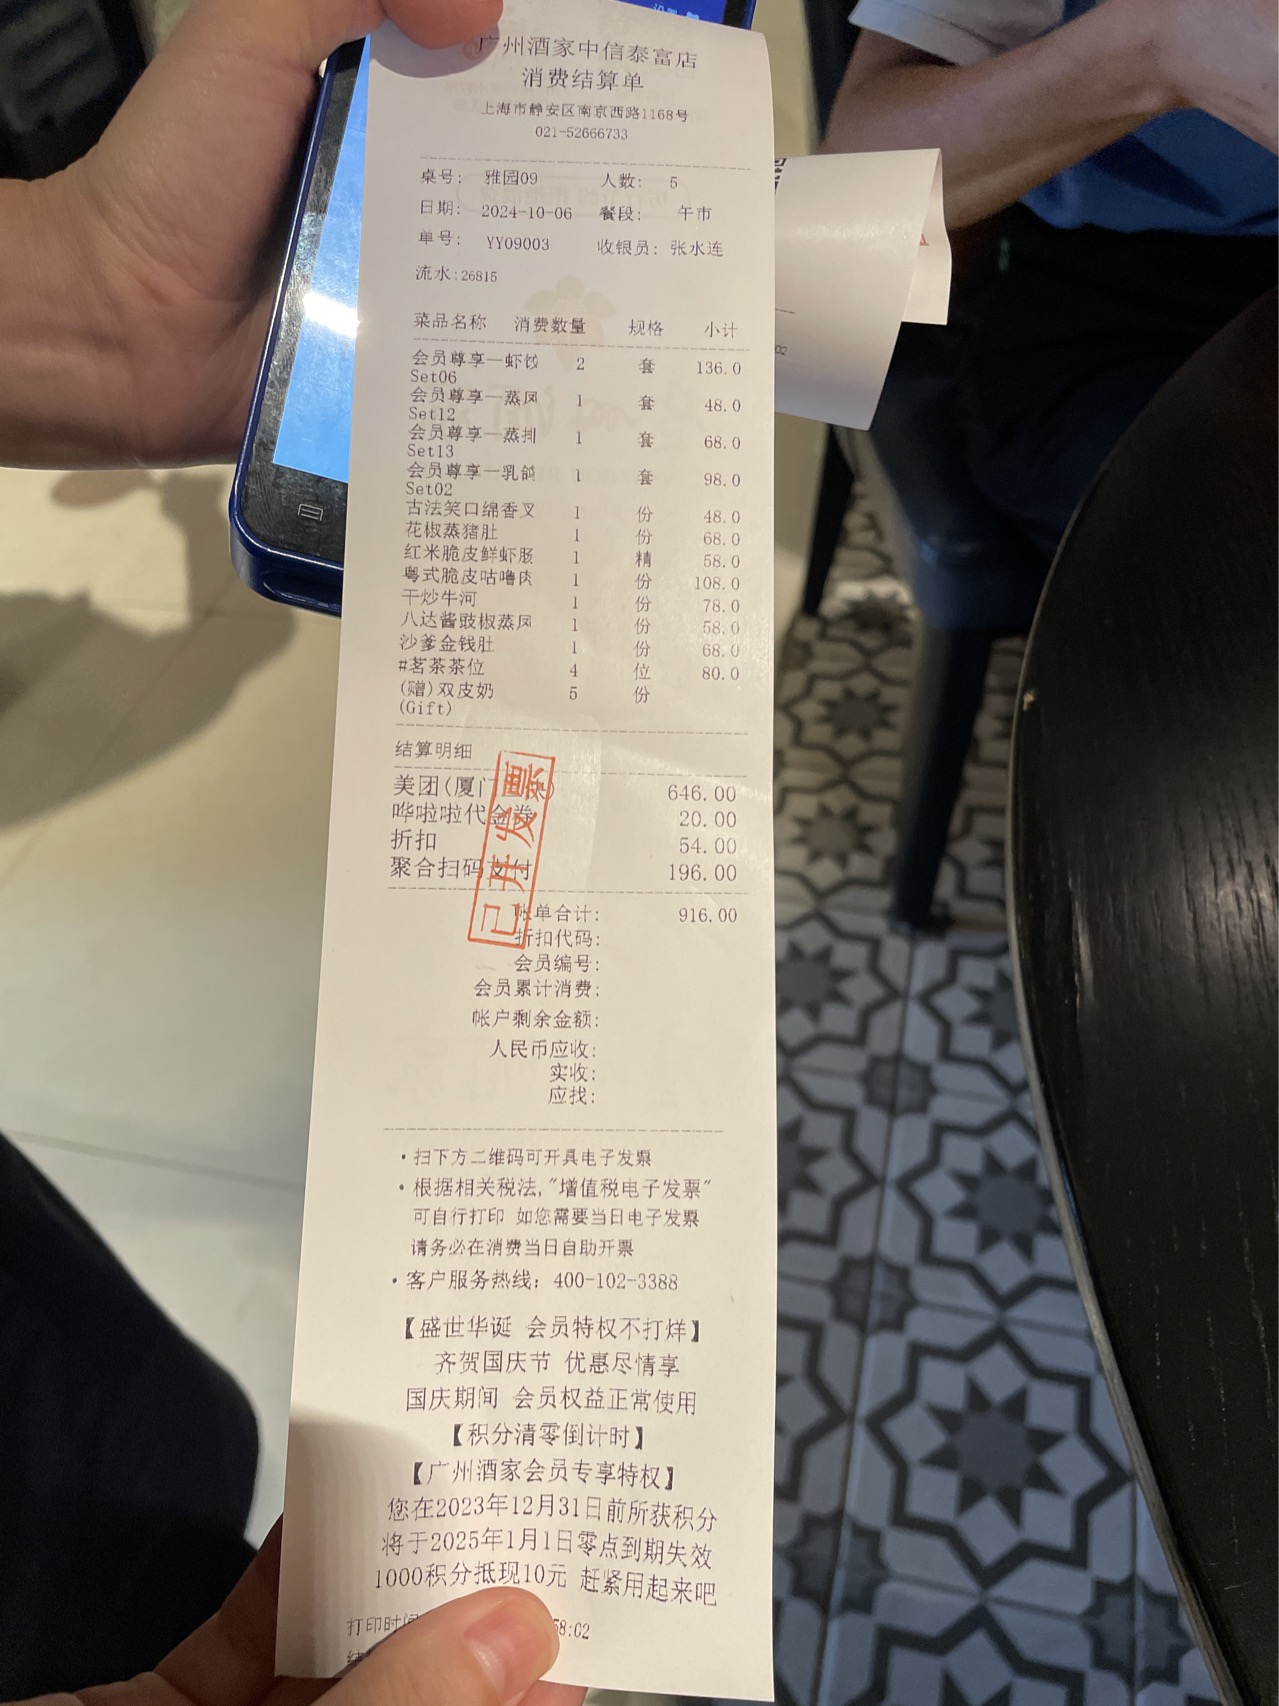 设置
广州酒家中信泰富店
消费结算单
上海市静安区南京西路1168号
021-52666733
桌号: 雅园09 人数: 5
日期: 2024-10-06 餐段: 午市
单号: YY09003 收银员: 张水连
流水:26815
菜品名称 消费数量 规格 小计
会员尊享—虾饺 2 套 136.0
Set06
会员尊享—蒸凤 1 套 48.0
Set12
会员尊享—蒸排 1 套 68.0
Set13
会员尊享—乳鸽 1 套 98.0
Set02
古法笑口绵香叉 1 份 48.0
花椒蒸猪肚 1 份 68.0
红米脆皮鲜虾肠 1 精 58.0
粤式脆皮咕噜肉 1 份 108.0
干炒牛河 1 份 78.0
八达酱豉椒蒸凤 1 份 58.0
沙爹金钱肚 1 份 68.0
#茗茶茶位 4 位 80.0
(赠)双皮奶 5 份
(Gift)
结算明细
美团(厦门 646.00
哗啦啦代金券 20.00
折扣 54.00
聚合扫码支付 196.00
已开发票
帐单合计: 916.00
折扣代码:
会员编号:
会员累计消费:
帐户剩余金额:
人民币应收:
实收:
应找:
·扫下方二维码可开具电子发票
·根据相关税法,"增值税电子发票"
可自行打印 如您需要当日电子发票
请务必在消费当日自助开票
·客户服务热线: 400-102-3388
【盛世华诞 会员特权不打烊】
齐贺国庆节 优惠尽情享
国庆期间 会员权益正常使用
【积分清零倒计时】
【广州酒家会员专享特权】
您在2023年12月31日前所获积分
将于2025年1月1日零点到期失效
1000积分抵现10元 赶紧用起来吧
打印时间 58:02